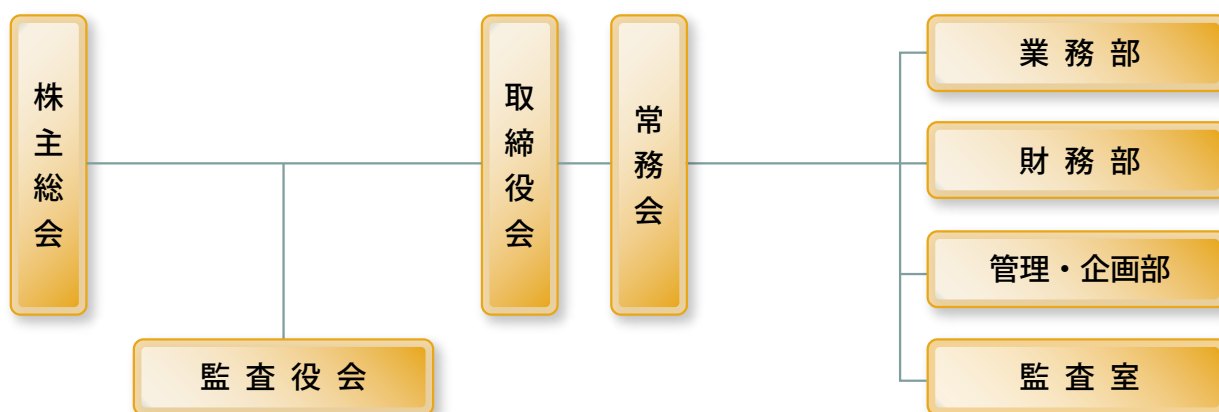 株主総会
取締役会
常務会
業務部
財務部
管理・企画部
監査室
監査役会